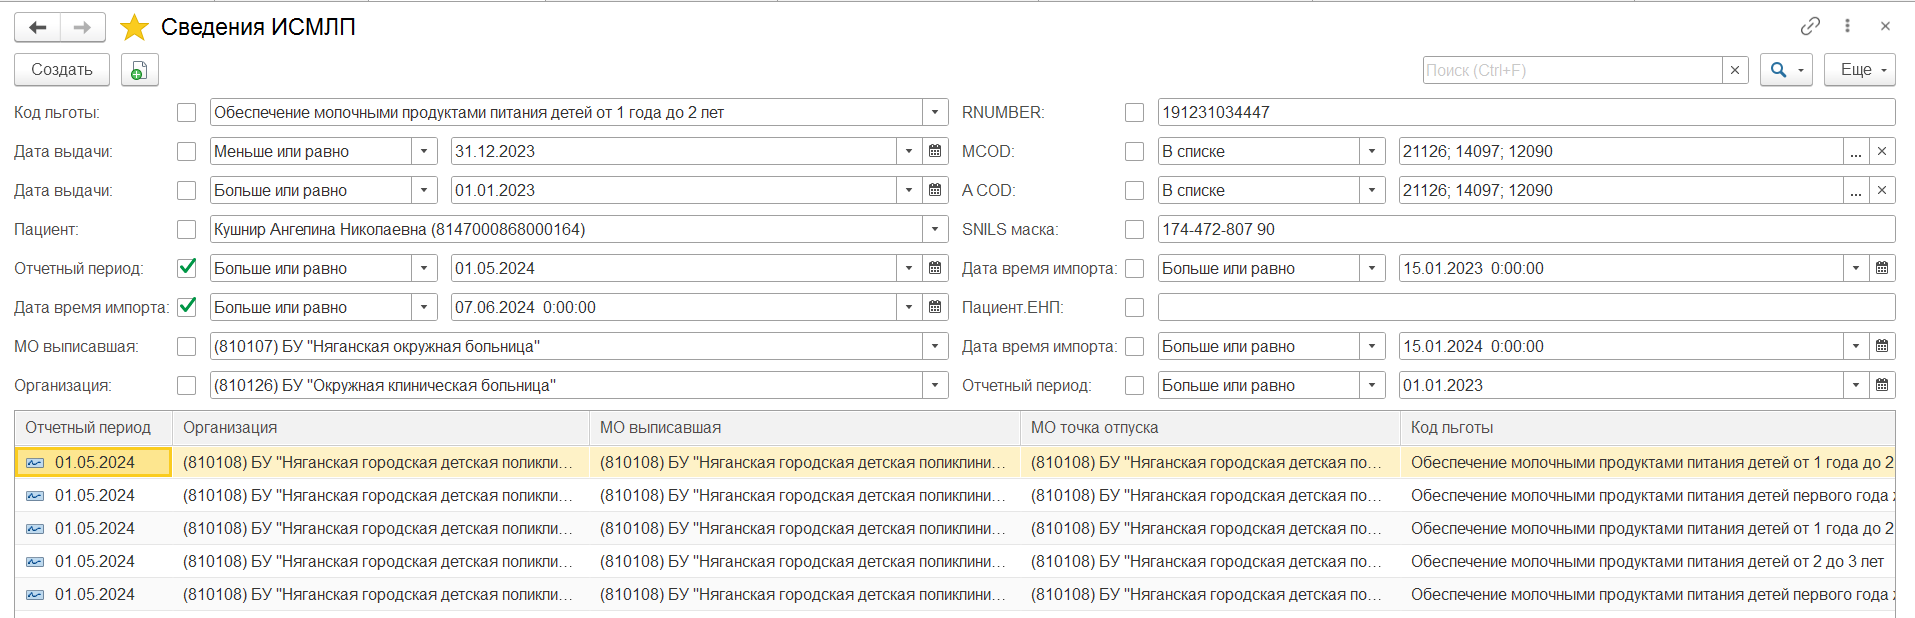 Сведения ИСМЛП
Создать Поиск (Ctrl+F) × Еще
Код льготы: Обеспечение молочными продуктами питания детей от 1 года до 2 лет RNUMBER: 191231034447
Дата выдачи: Меньше или равно 31.12.2023 MCOD: В списке 21126; 14097; 12090 ... ×
Дата выдачи: Больше или равно 01.01.2023 A COD: В списке 21126; 14097; 12090 ... ×
Пациент: Кушнир Ангелина Николаевна (8147000868000164) SNILS маска: 174-472-807 90
Отчетный период: Больше или равно 01.05.2024 Дата время импорта: Больше или равно 15.01.2023 0:00:00
Дата время импорта: Больше или равно 07.06.2024 0:00:00 Пациент.ЕНП:
МО выписавшая: (810107) БУ "Няганская окружная больница" Дата время импорта: Больше или равно 15.01.2024 0:00:00
Организация: (810126) БУ "Окружная клиническая больница" Отчетный период: Больше или равно 01.01.2023
Отчетный период Организация МО выписавшая МО точка отпуска Код льготы
01.05.2024 (810108) БУ "Няганская городская детская поликли... (810108) БУ "Няганская городская детская поликлини... (810108) БУ "Няганская городская детская по... Обеспечение молочными продуктами питания детей от 1 года до 2
01.05.2024 (810108) БУ "Няганская городская детская поликли... (810108) БУ "Няганская городская детская поликлини... (810108) БУ "Няганская городская детская по... Обеспечение молочными продуктами питания детей первого года
01.05.2024 (810108) БУ "Няганская городская детская поликли... (810108) БУ "Няганская городская детская поликлини... (810108) БУ "Няганская городская детская по... Обеспечение молочными продуктами питания детей от 1 года до 2
01.05.2024 (810108) БУ "Няганская городская детская поликли... (810108) БУ "Няганская городская детская поликлини... (810108) БУ "Няганская городская детская по... Обеспечение молочными продуктами питания детей от 2 до 3 лет
01.05.2024 (810108) БУ "Няганская городская детская поликли... (810108) БУ "Няганская городская детская поликлини... (810108) БУ "Няганская городская детская по... Обеспечение молочными продуктами питания детей первого года